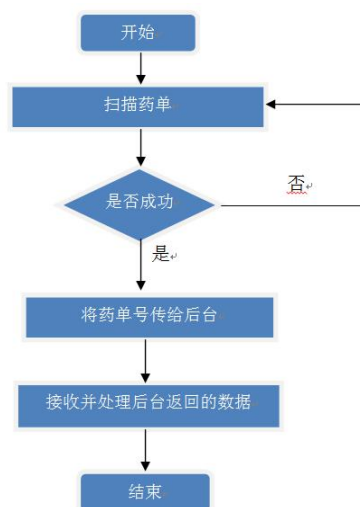 开始
扫描药单
是否成功
否
是
将药单号传给后台
接收并处理后台返回的数据
结束